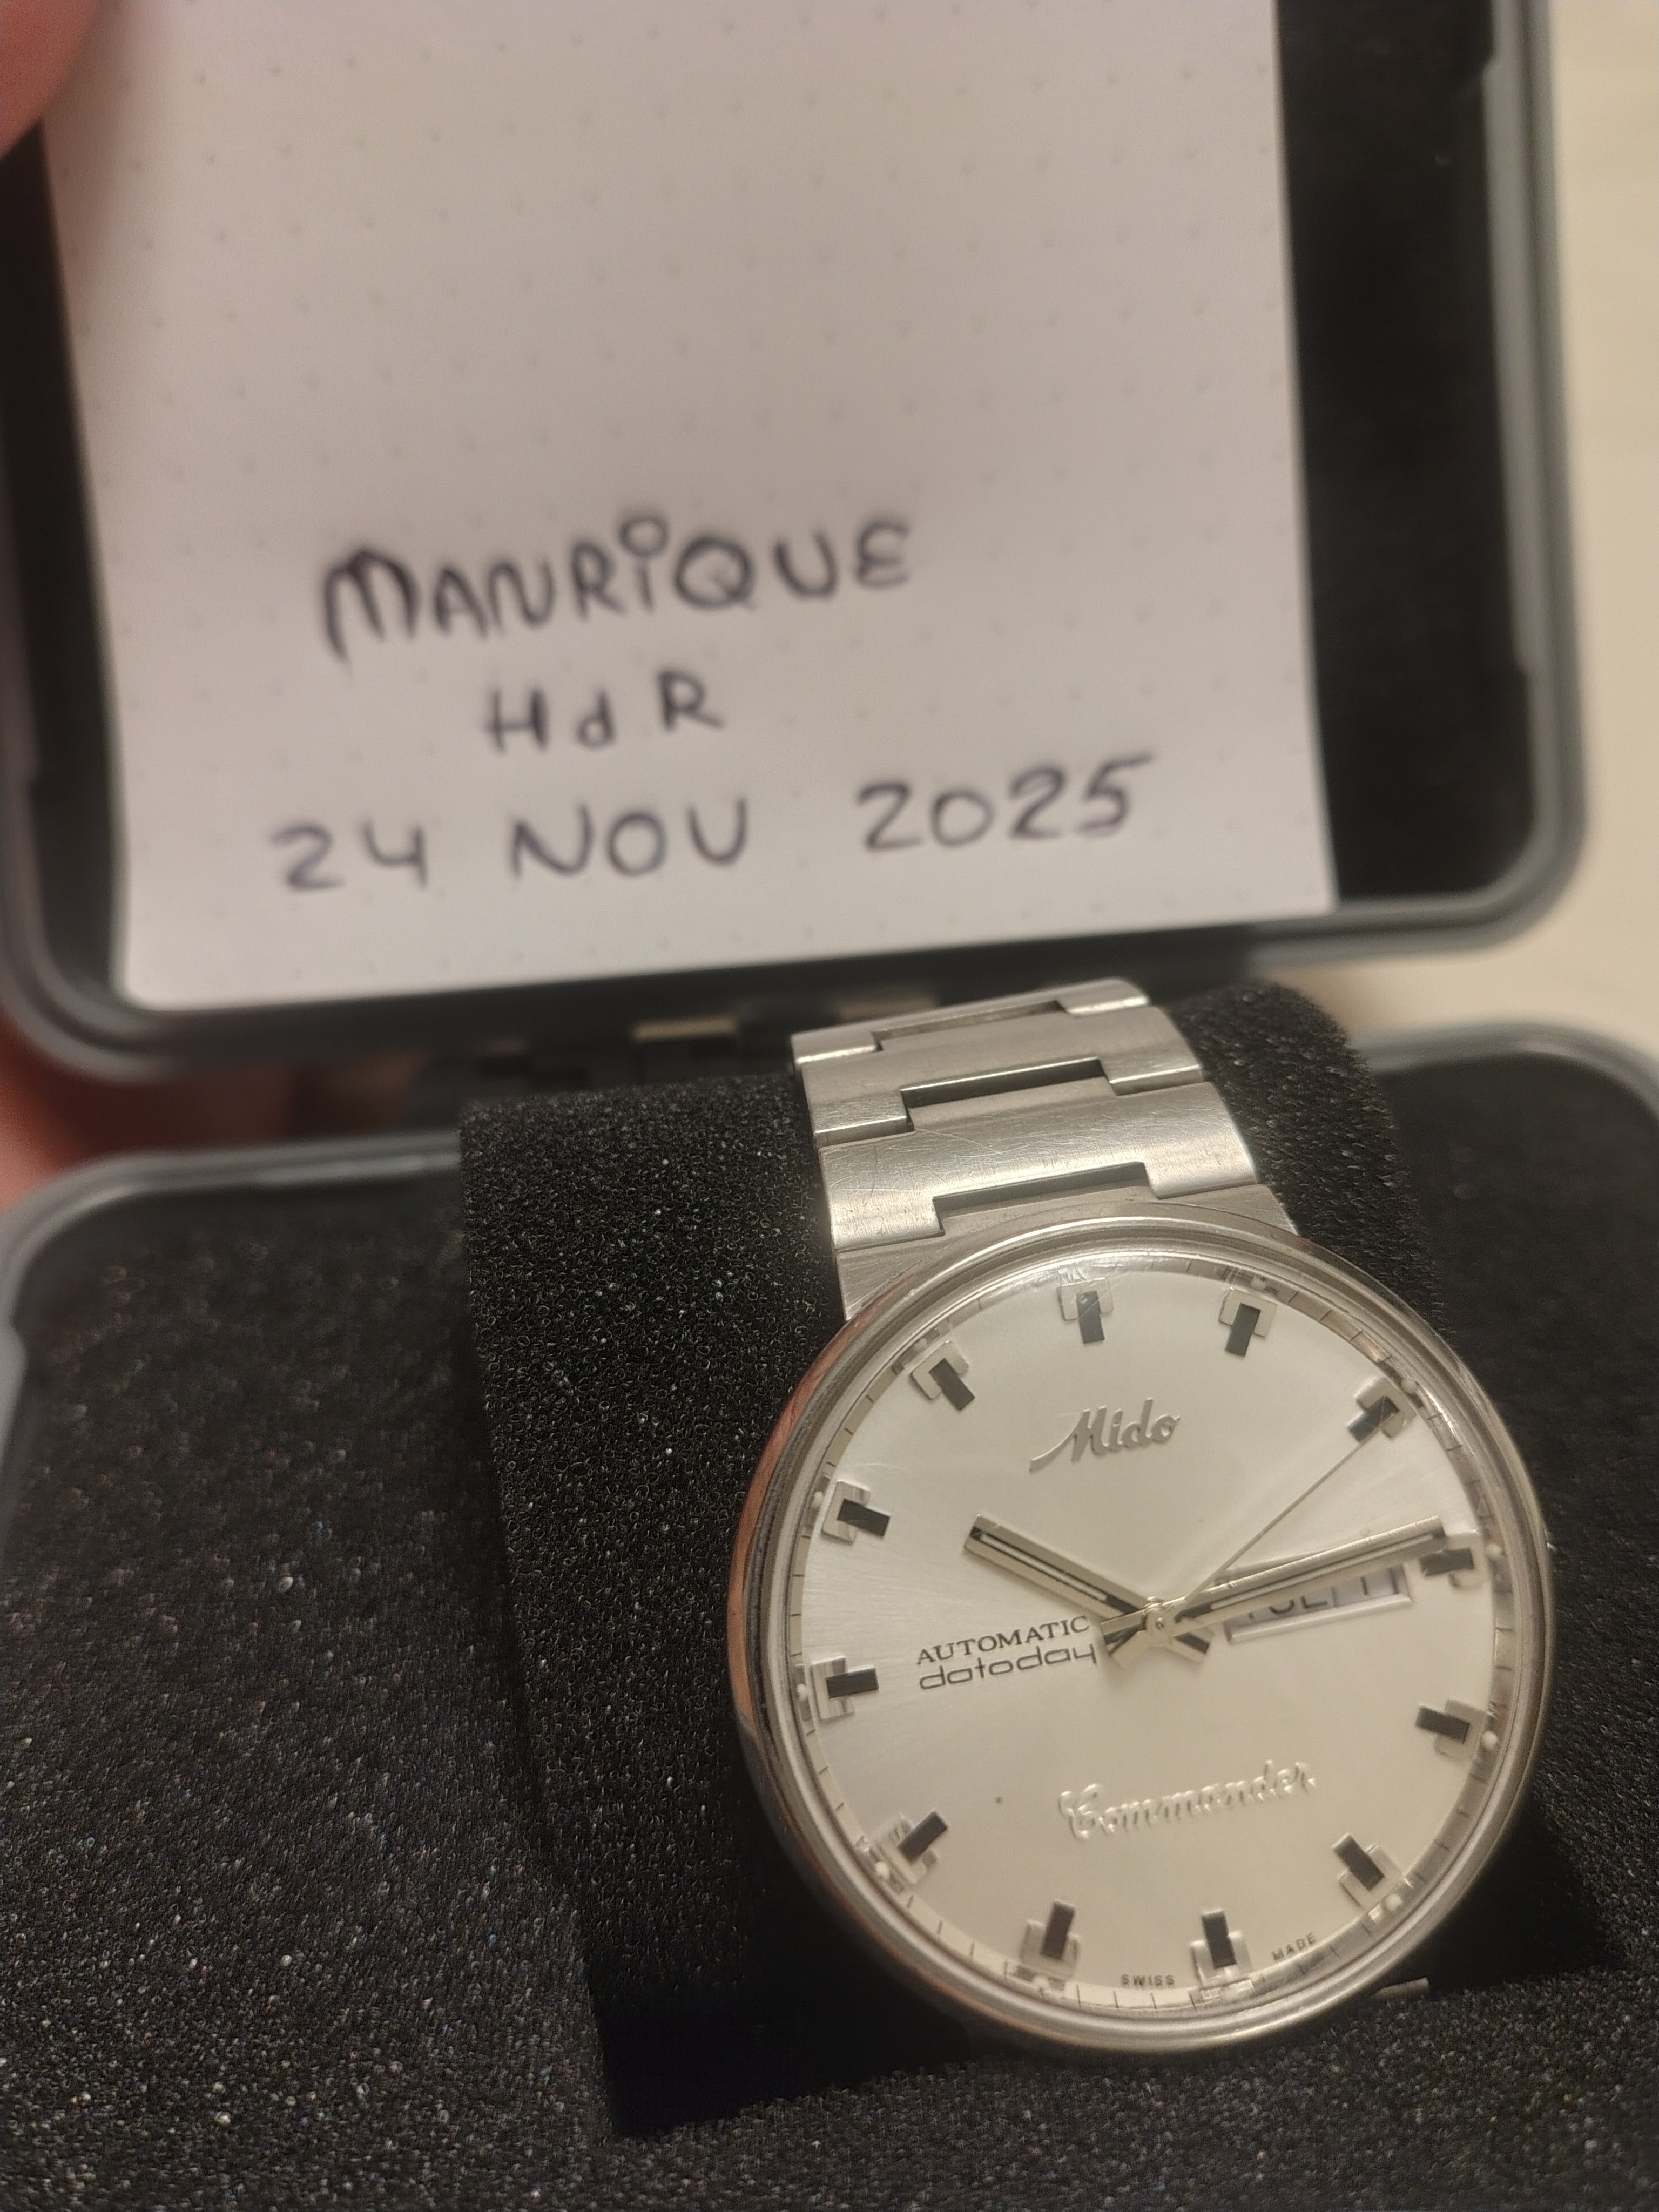 MANRiQUE
HdR
24 NOV 2025
Mido
AUTOMATIC
datoday
Commander
SWISS MADE